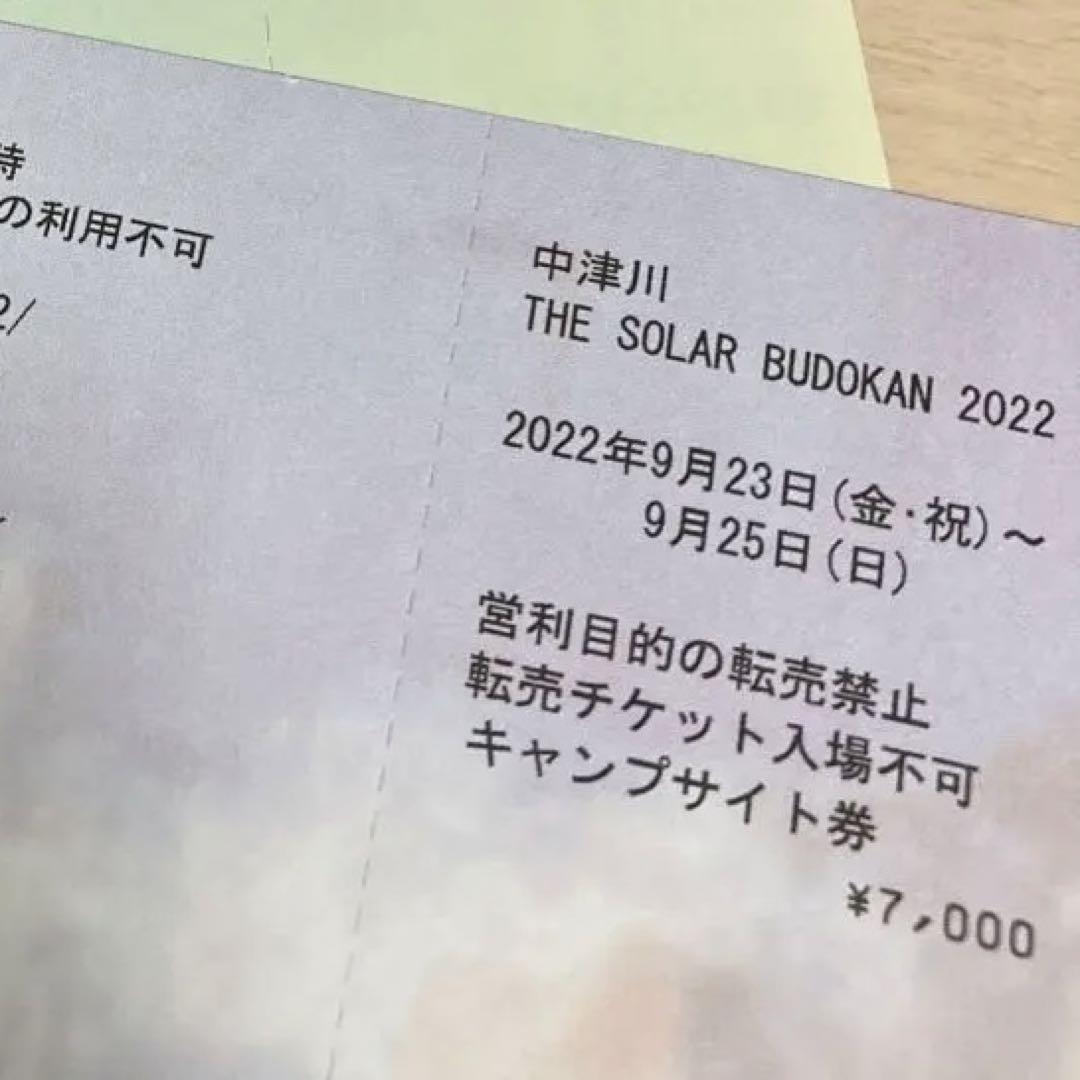 待
の利用不可
2/
中津川
THE SOLAR BUDOKAN 2022
2022年9月23日(金・祝)～
9月25日(日)
営利目的の転売禁止
転売チケット入場不可
キャンプサイト券
¥7,000